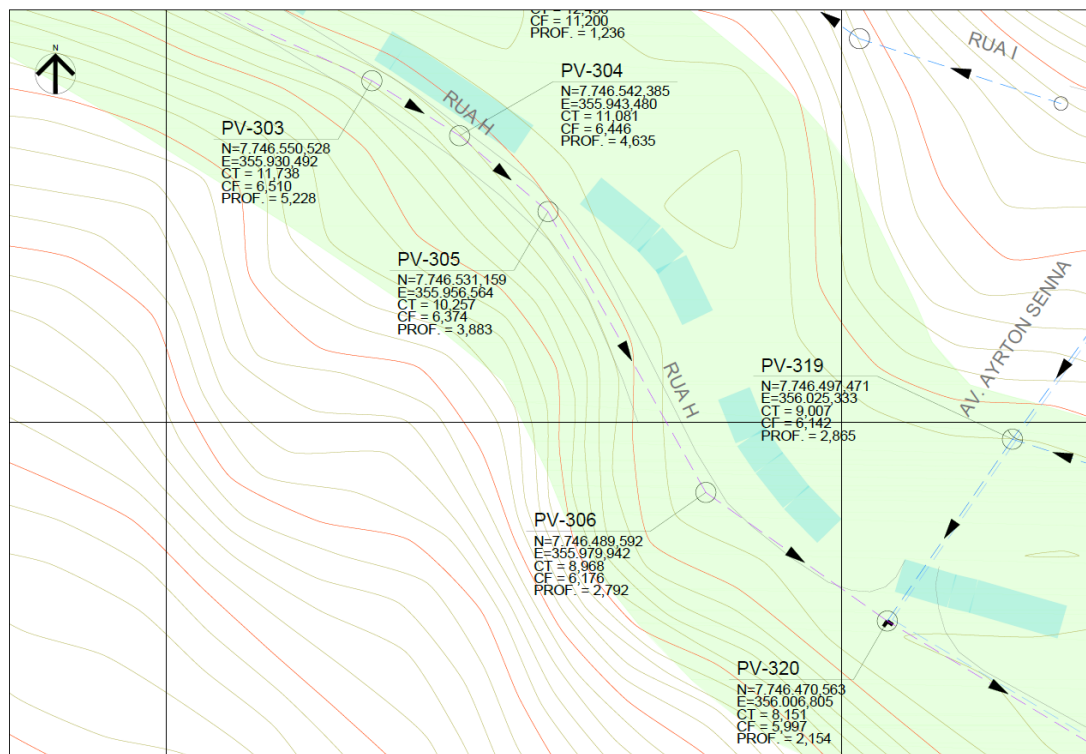 CT = 12,436
CF = 11,200
PROF. = 1,236
RUA I
N
PV-304
N=7.746.542,385
E=355.943,480
CT = 11,081
CF = 6,446
PROF. = 4,635
RUA H
PV-303
N=7.746.550,528
E=355.930,492
CT = 11,738
CF = 6,510
PROF. = 5,228
PV-305
N=7.746.531,159
E=355.956,564
CT = 10,257
CF = 6,374
PROF. = 3,883
AV. AYRTON SENNA
RUA H
PV-319
N=7.746.497,471
E=356.025,333
CT = 9,007
CF = 6,142
PROF. = 2,865
PV-306
N=7.746.489,592
E=355.979,942
CT = 8,968
CF = 6,176
PROF. = 2,792
PV-320
N=7.746.470,563
E=356.006,805
CT = 8,151
CF = 5,997
PROF. = 2,154